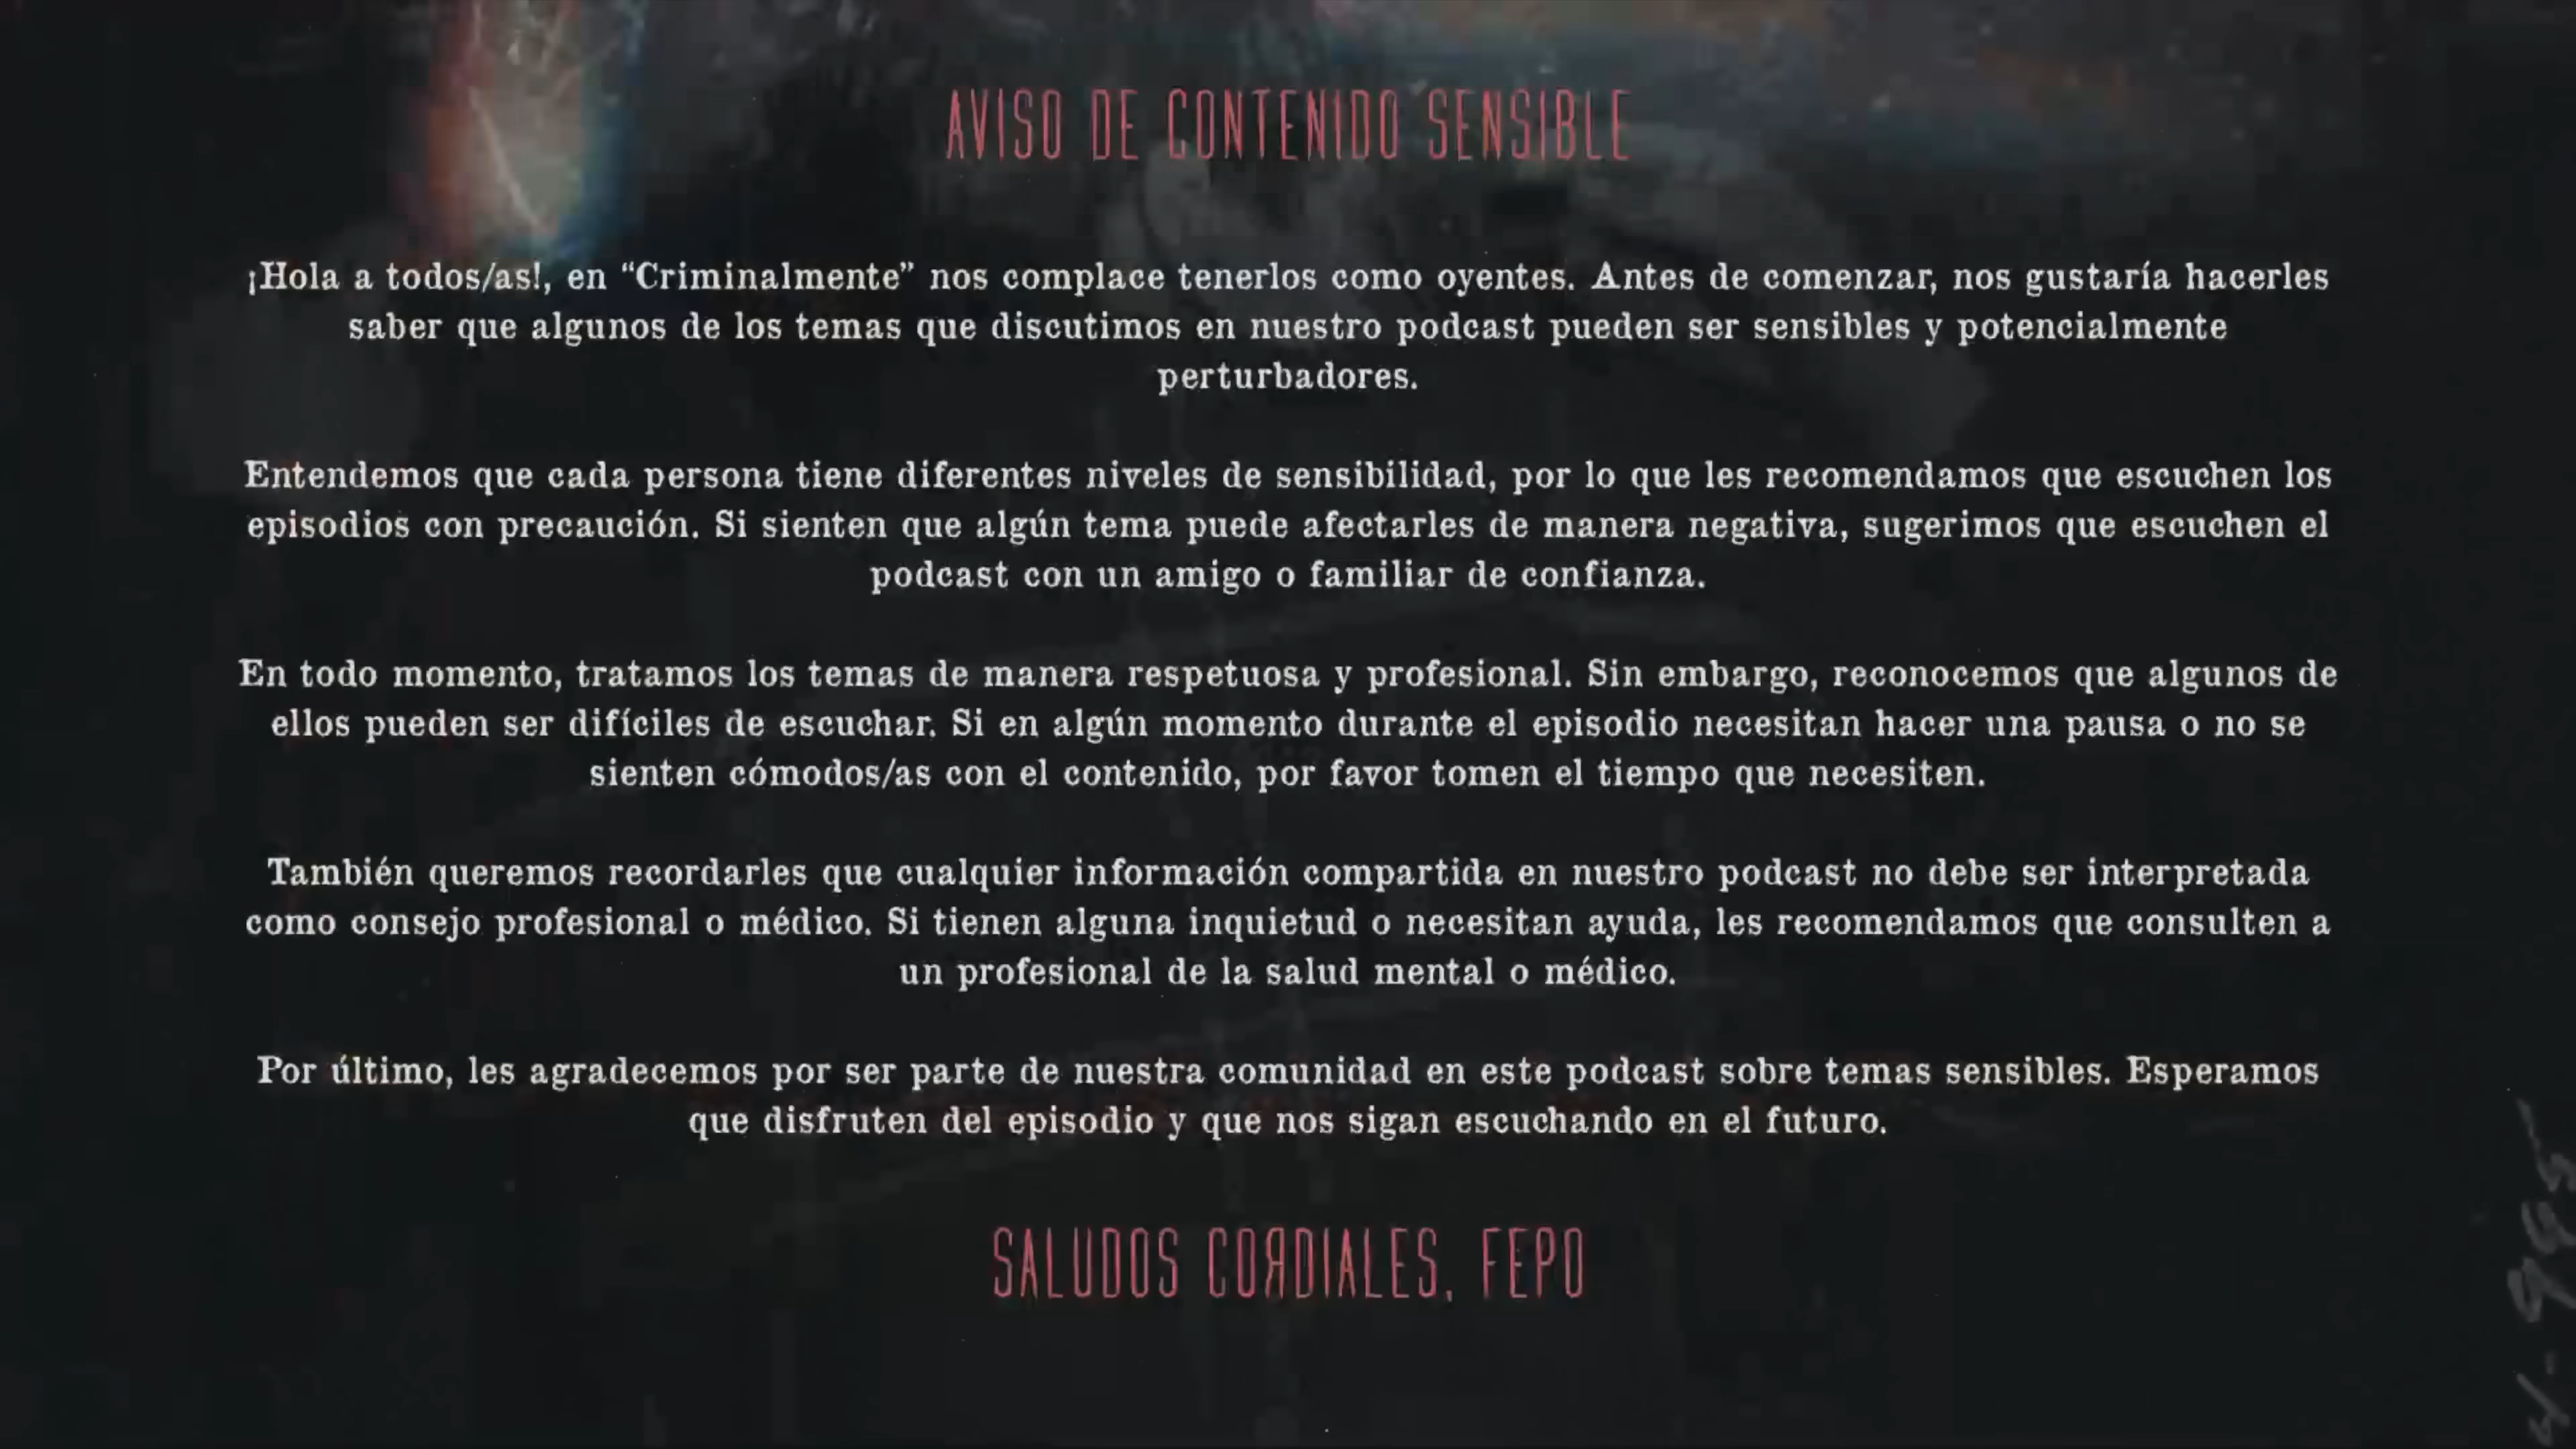 AVISO DE CONTENIDO SENSIBLE
¡Hola a todos/as!, en “Criminalmente” nos complace tenerlos como oyentes. Antes de comenzar, nos gustaría hacerles
saber que algunos de los temas que discutimos en nuestro podcast pueden ser sensibles y potencialmente
perturbadores.
Entendemos que cada persona tiene diferentes niveles de sensibilidad, por lo que les recomendamos que escuchen los
episodios con precaución. Si sienten que algún tema puede afectarles de manera negativa, sugerimos que escuchen el
podcast con un amigo o familiar de confianza.
En todo momento, tratamos los temas de manera respetuosa y profesional. Sin embargo, reconocemos que algunos de
ellos pueden ser difíciles de escuchar. Si en algún momento durante el episodio necesitan hacer una pausa o no se
sienten cómodos/as con el contenido, por favor tomen el tiempo que necesiten.
También queremos recordarles que cualquier información compartida en nuestro podcast no debe ser interpretada
como consejo profesional o médico. Si tienen alguna inquietud o necesitan ayuda, les recomendamos que consulten a
un profesional de la salud mental o médico.
Por último, les agradecemos por ser parte de nuestra comunidad en este podcast sobre temas sensibles. Esperamos
que disfruten del episodio y que nos sigan escuchando en el futuro.
SALUDOS CORDIALES, FEPO